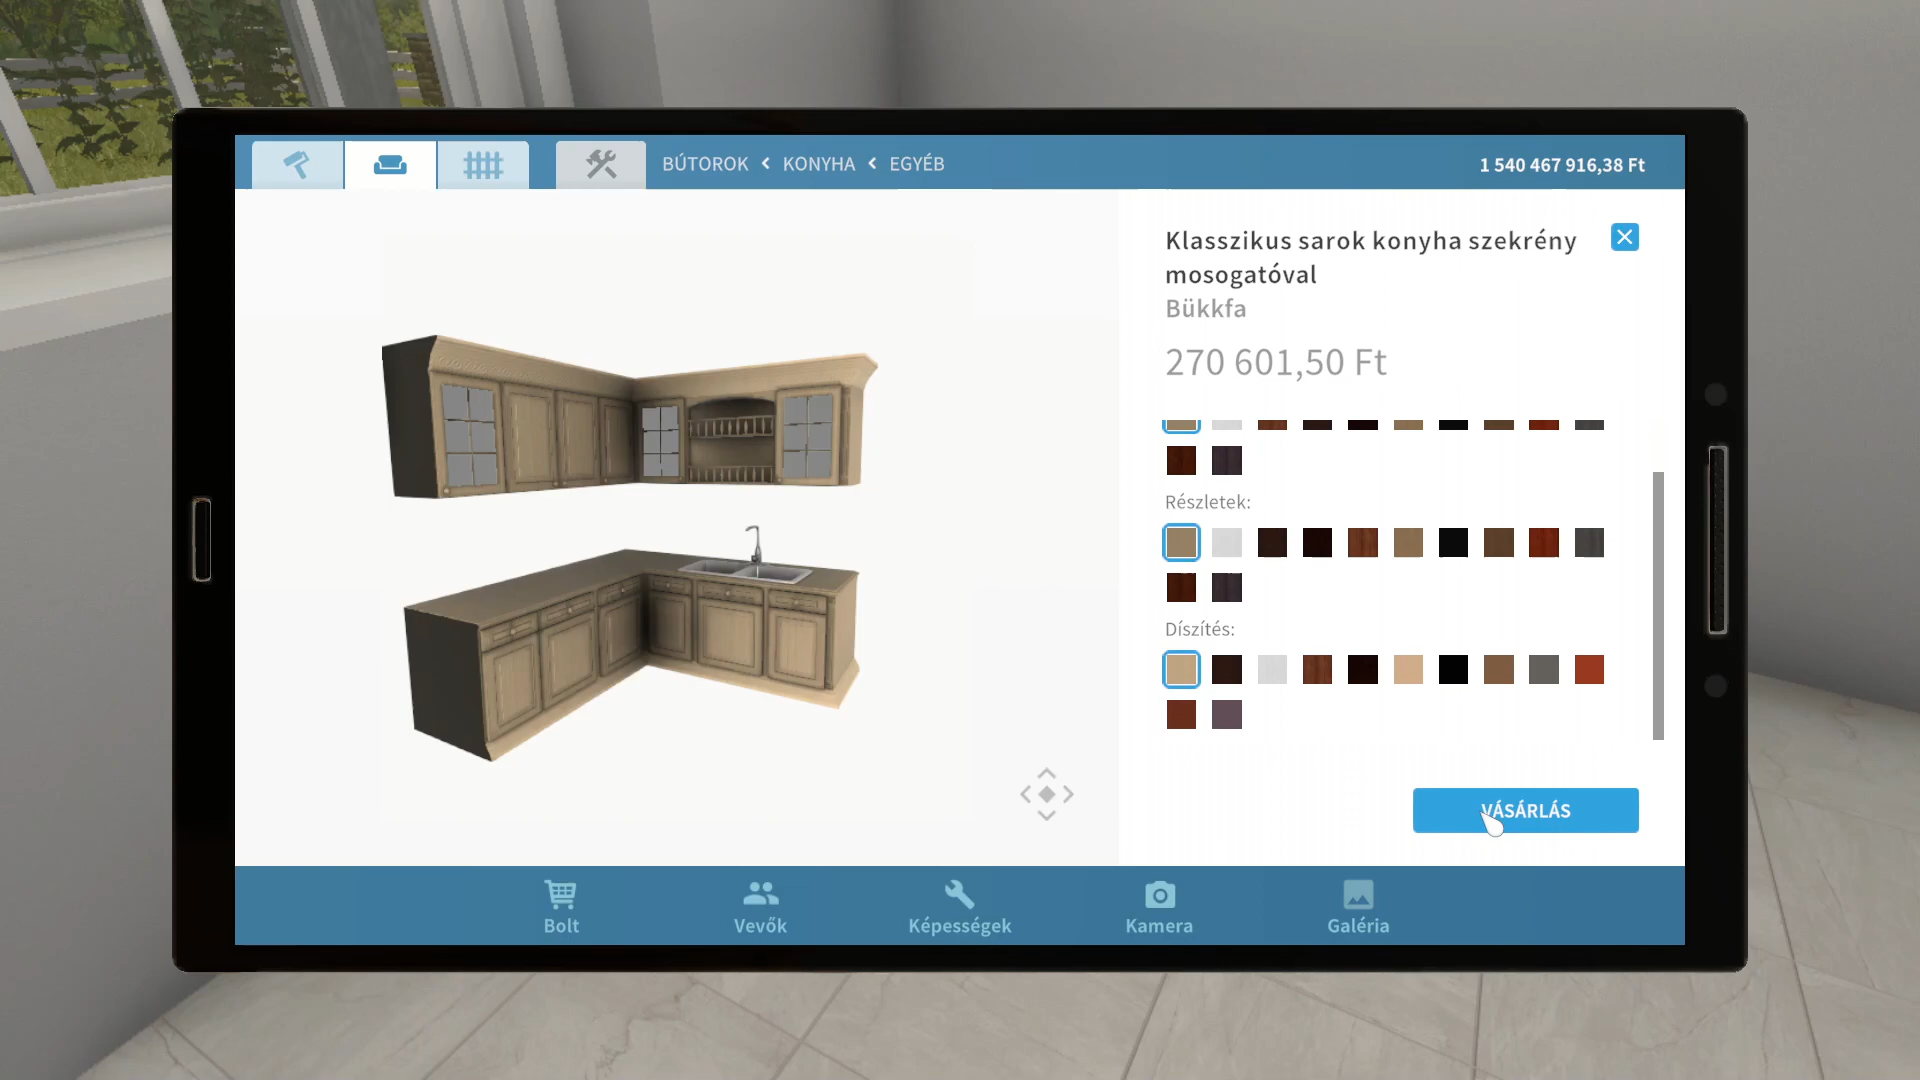 BÚTOROK < KONYHA < EGYÉB
1 540 467 916,38 Ft
Klasszikus sarok konyha szekrény
mosogatóval
Bükkfa
270 601,50 Ft
Részletek:
Díszítés:
VÁSÁRLÁS
Bolt
Vevők
Képességek
Kamera
Galéria